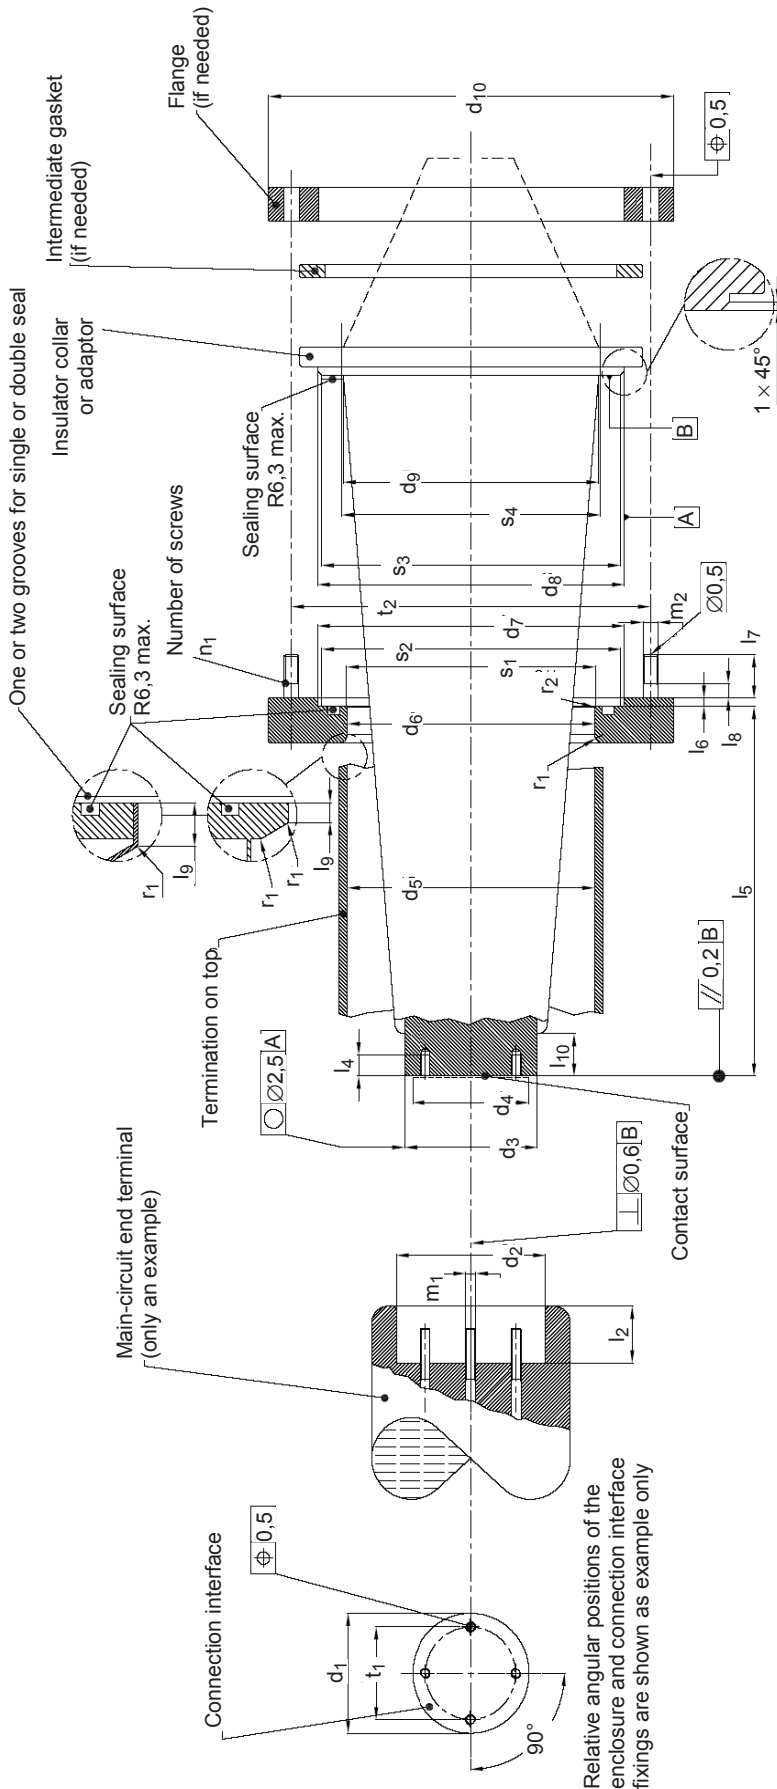 Connection interface
⌖ 0,5
d1
t1
90°
Relative angular positions of the
enclosure and connection interface
fixings are shown as example only
Main-circuit end terminal
(only an example)
m1
d2
l2
⊥ ∅0,6 B
Contact surface
○ ∅2,5 A
Termination on top
l4
d4
d3
l10
// 0,2 B
d5
l5
One or two grooves for single or double seal
Sealing surface
R6,3 max.
r1
l9
r1
r1
l9
Number of screws
n1
d6
s1
s2
d7
t2
r1
r2
l6
l8
l7
m2
∅0,5
d8
s3
s4
d9
Sealing surface
R6,3 max.
A
B
1 × 45°
Insulator collar
or adaptor
Intermediate gasket
(if needed)
Flange
(if needed)
d10
⌖ 0,5